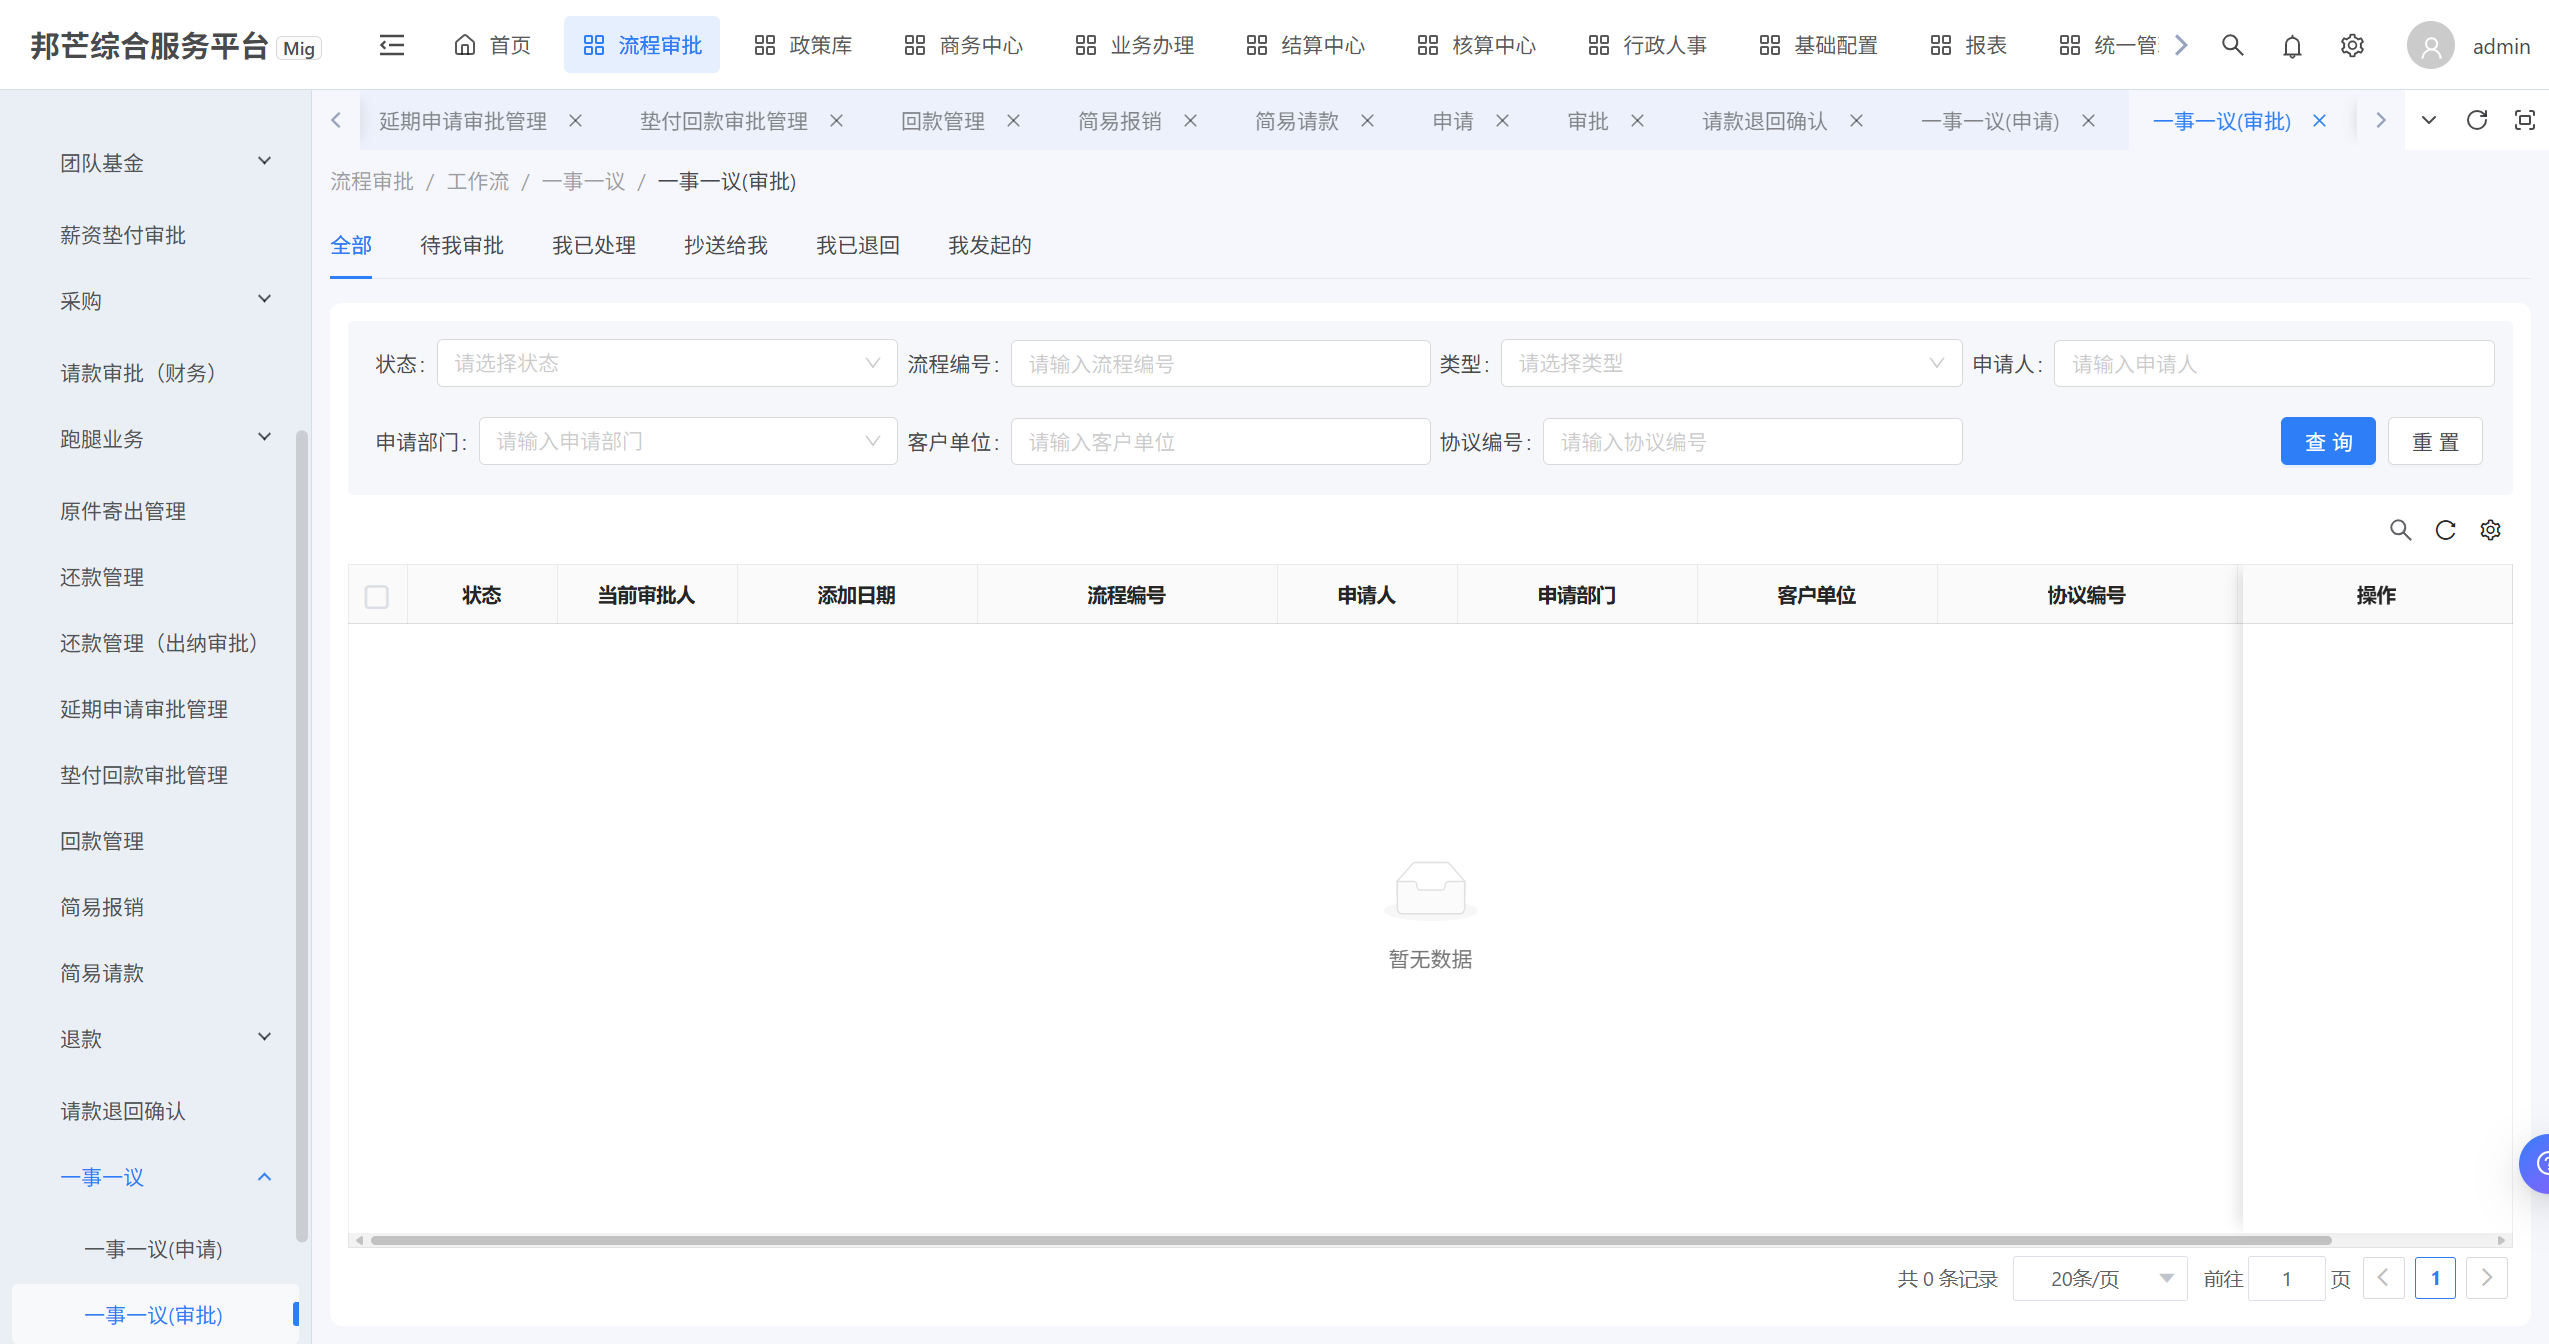 邦芒综合服务平台 Mig
首页 流程审批 政策库 商务中心 业务办理 结算中心 核算中心 行政人事 基础配置 报表 统一管 admin
延期申请审批管理 垫付回款审批管理 回款管理 简易报销 简易请款 申请 审批 请款退回确认 一事一议(申请) 一事一议(审批)
流程审批 / 工作流 / 一事一议 / 一事一议(审批)
全部 待我审批 我已处理 抄送给我 我已退回 我发起的
团队基金
薪资垫付审批
采购
请款审批（财务）
跑腿业务
原件寄出管理
还款管理
还款管理（出纳审批）
延期申请审批管理
垫付回款审批管理
回款管理
简易报销
简易请款
退款
请款退回确认
一事一议
一事一议(申请)
一事一议(审批)
状态: 请选择状态 流程编号: 请输入流程编号 类型: 请选择类型 申请人: 请输入申请人
申请部门: 请输入申请部门 客户单位: 请输入客户单位 协议编号: 请输入协议编号 查 询 重 置
状态 当前审批人 添加日期 流程编号 申请人 申请部门 客户单位 协议编号 操作
暂无数据
共 0 条记录 20条/页 前往 1 页 1